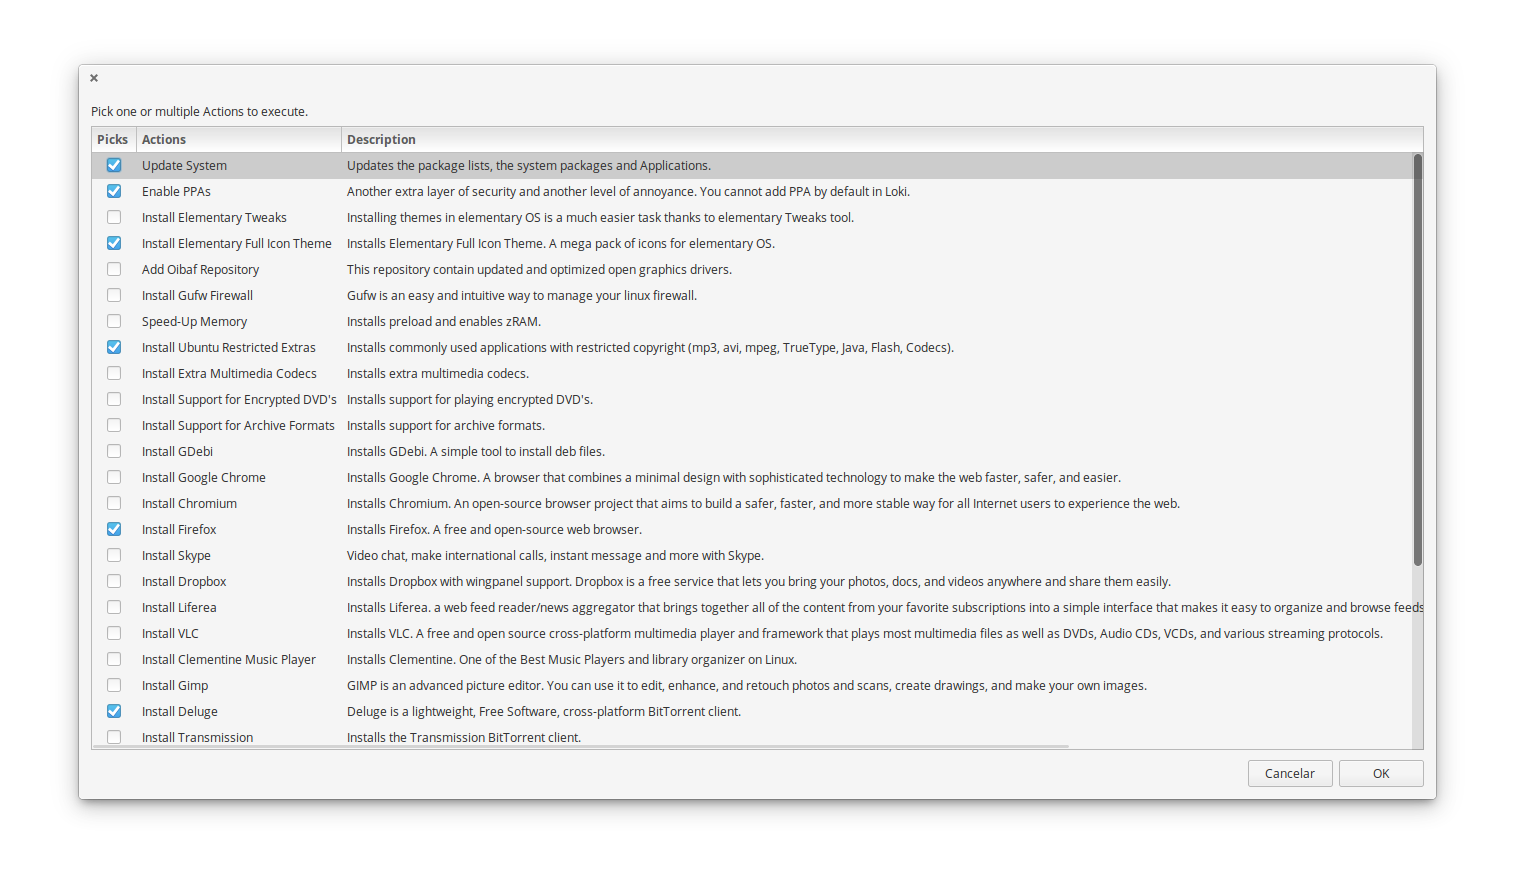 Pick one or multiple Actions to execute.
Picks Actions Description
Update System Updates the package lists, the system packages and Applications.
Enable PPAs Another extra layer of security and another level of annoyance. You cannot add PPA by default in Loki.
Install Elementary Tweaks Installing themes in elementary OS is a much easier task thanks to elementary Tweaks tool.
Install Elementary Full Icon Theme Installs Elementary Full Icon Theme. A mega pack of icons for elementary OS.
Add Oibaf Repository This repository contain updated and optimized open graphics drivers.
Install Gufw Firewall Gufw is an easy and intuitive way to manage your linux firewall.
Speed-Up Memory Installs preload and enables zRAM.
Install Ubuntu Restricted Extras Installs commonly used applications with restricted copyright (mp3, avi, mpeg, TrueType, Java, Flash, Codecs).
Install Extra Multimedia Codecs Installs extra multimedia codecs.
Install Support for Encrypted DVD's Installs support for playing encrypted DVD's.
Install Support for Archive Formats Installs support for archive formats.
Install GDebi Installs GDebi. A simple tool to install deb files.
Install Google Chrome Installs Google Chrome. A browser that combines a minimal design with sophisticated technology to make the web faster, safer, and easier.
Install Chromium Installs Chromium. An open-source browser project that aims to build a safer, faster, and more stable way for all Internet users to experience the web.
Install Firefox Installs Firefox. A free and open-source web browser.
Install Skype Video chat, make international calls, instant message and more with Skype.
Install Dropbox Installs Dropbox with wingpanel support. Dropbox is a free service that lets you bring your photos, docs, and videos anywhere and share them easily.
Install Liferea Installs Liferea. a web feed reader/news aggregator that brings together all of the content from your favorite subscriptions into a simple interface that makes it easy to organize and browse feeds
Install VLC Installs VLC. A free and open source cross-platform multimedia player and framework that plays most multimedia files as well as DVDs, Audio CDs, VCDs, and various streaming protocols.
Install Clementine Music Player Installs Clementine. One of the Best Music Players and library organizer on Linux.
Install Gimp GIMP is an advanced picture editor. You can use it to edit, enhance, and retouch photos and scans, create drawings, and make your own images.
Install Deluge Deluge is a lightweight, Free Software, cross-platform BitTorrent client.
Install Transmission Installs the Transmission BitTorrent client.
Cancelar OK